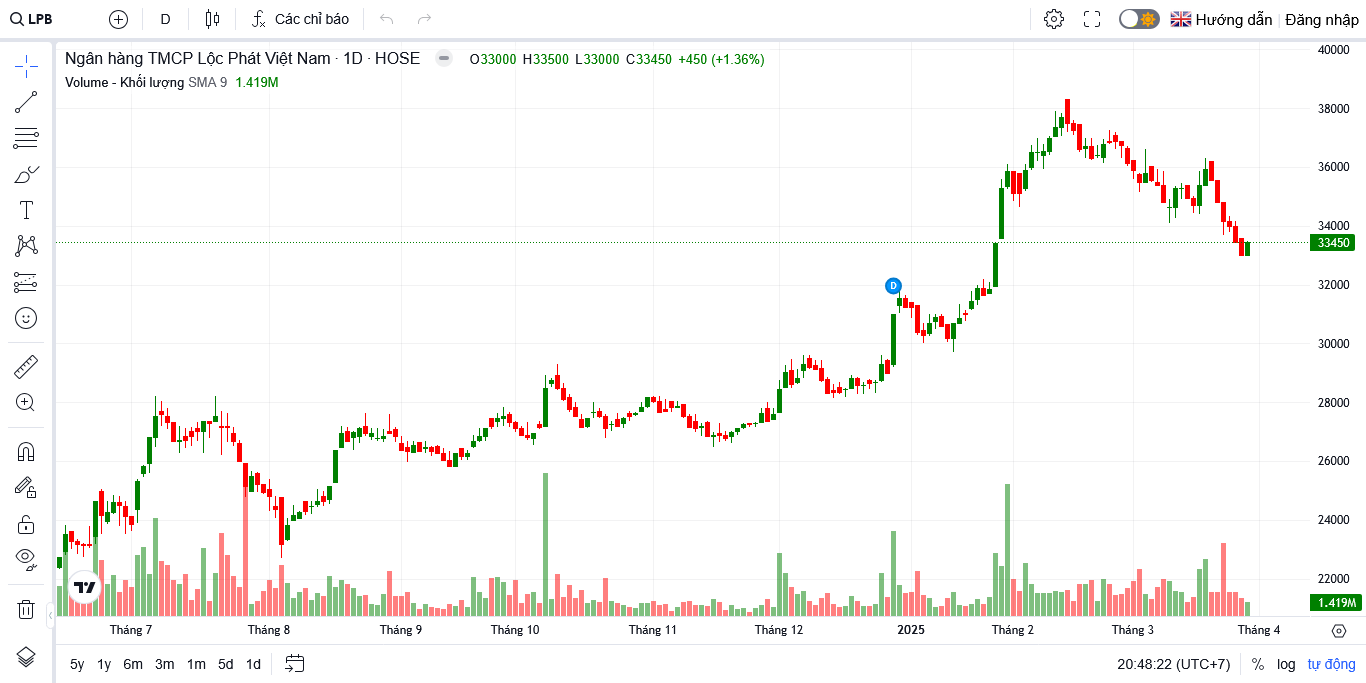 LPB D Các chỉ báo Hướng dẫn Đăng nhập
Ngân hàng TMCP Lộc Phát Việt Nam · 1D · HOSE O33000 H33500 L33000 C33450 +450 (+1.36%)
Volume - Khối lượng SMA 9 1.419M
40000
38000
36000
34000
33450
D
32000
30000
28000
26000
24000
22000
1.419M
Tháng 7 Tháng 8 Tháng 9 Tháng 10 Tháng 11 Tháng 12 2025 Tháng 2 Tháng 3 Tháng 4
5y 1y 6m 3m 1m 5d 1d 20:48:22 (UTC+7) % log tự động